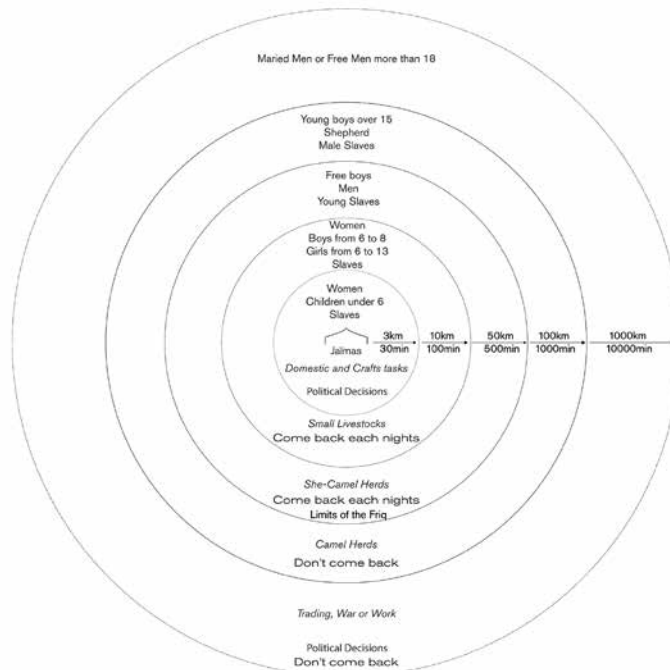 Maried Men or Free Men more than 18
Young boys over 15
Shepherd
Male Slaves
Free boys
Men
Young Slaves
Women
Boys from 6 to 8
Girls from 6 to 13
Slaves
Women
Children under 6
Slaves
3km 10km 50km 100km 1000km
30min 100min 500min 1000min 10000min
Jaïmas
Domestic and Crafts tasks
Political Decisions
Small Livestocks
Come back each nights
She-Camel Herds
Come back each nights
Limits of the Friq
Camel Herds
Don't come back
Trading, War or Work
Political Decisions
Don't come back